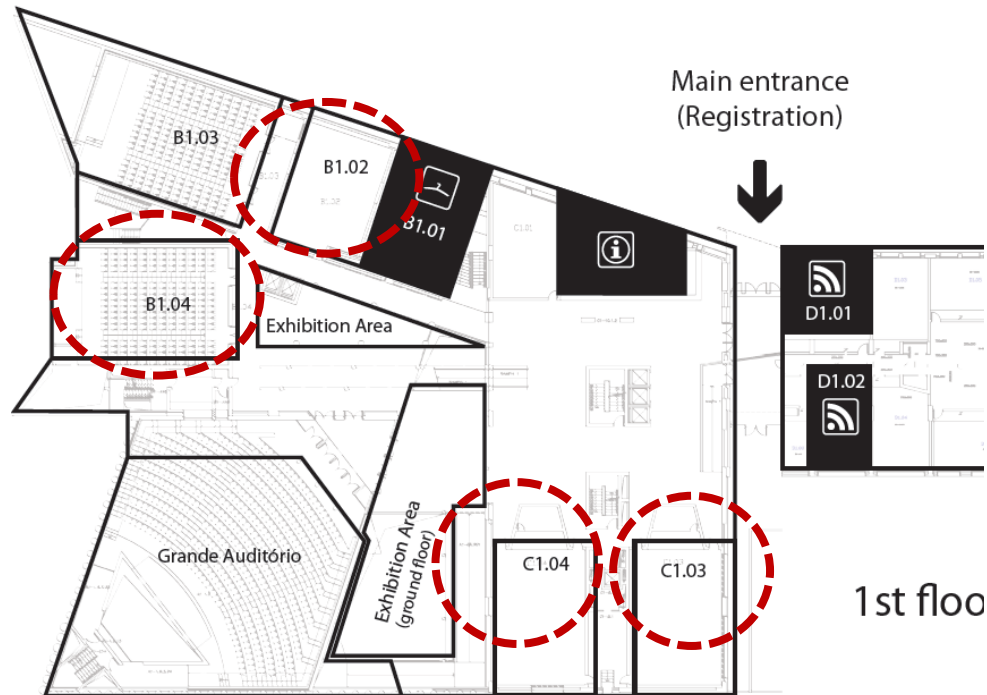 Main entrance
(Registration)
B1.03
B1.02
B1.01
C1.01
B1.04
Exhibition Area
D1.01
D1.02
Grande Auditório
Exhibition Area
(ground floor)
C1.04
C1.03
1st floo